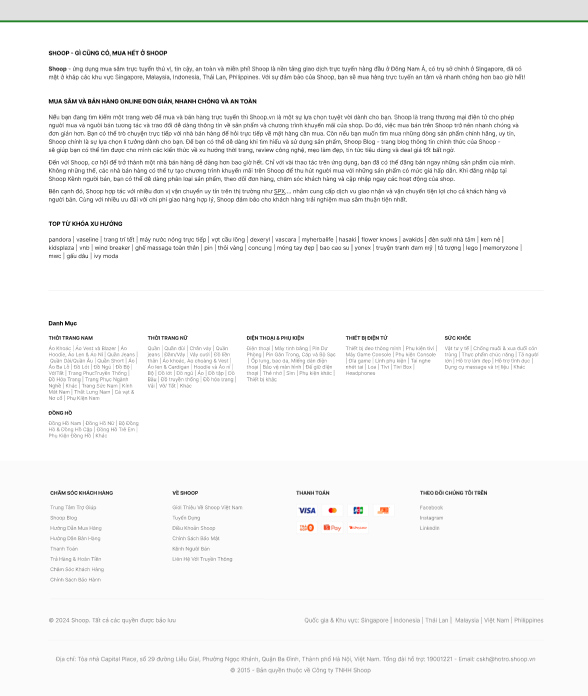 SHOOP - GÌ CŨNG CÓ, MUA HẾT Ở SHOOP
Shoop - ứng dụng mua sắm trực tuyến thú vị, tin cậy, an toàn và miễn phí! Shoop là nền tảng giao dịch trực tuyến hàng đầu ở Đông Nam Á, có trụ sở chính ở Singapore, đã có
mặt ở khắp các khu vực Singapore, Malaysia, Indonesia, Thái Lan, Philippines. Với sự đảm bảo của Shoop, bạn sẽ mua hàng trực tuyến an tâm và nhanh chóng hơn bao giờ hết!
MUA SẮM VÀ BÁN HÀNG ONLINE ĐƠN GIẢN, NHANH CHÓNG VÀ AN TOÀN
Nếu bạn đang tìm kiếm một trang web để mua và bán hàng trực tuyến thì Shoop.vn là một sự lựa chọn tuyệt vời dành cho bạn. Shoop là trang thương mại điện tử cho phép
người mua và người bán tương tác và trao đổi dễ dàng thông tin về sản phẩm và chương trình khuyến mãi của shop. Do đó, việc mua bán trên Shoop trở nên nhanh chóng và
đơn giản hơn. Bạn có thể trò chuyện trực tiếp với nhà bán hàng để hỏi trực tiếp về mặt hàng cần mua. Còn nếu bạn muốn tìm mua những dòng sản phẩm chính hãng, uy tín,
Shoop chính là sự lựa chọn lí tưởng dành cho bạn. Để bạn có thể dễ dàng khi tìm hiểu và sử dụng sản phẩm, Shoop Blog - trang blog thông tin chính thức của Shoop -
sẽ giúp bạn có thể tìm được cho mình các kiến thức về xu hướng thời trang, review công nghệ, mẹo làm đẹp, tin tức tiêu dùng và deal giá tốt bất ngờ.
Đến với Shoop, cơ hội để trở thành một nhà bán hàng dễ dàng hơn bao giờ hết. Chỉ với vài thao tác trên ứng dụng, bạn đã có thể đăng bán ngay những sản phẩm của mình.
Không những thế, các nhà bán hàng có thể tự tạo chương trình khuyến mãi trên Shoop để thu hút người mua với những sản phẩm có mức giá hấp dẫn. Khi đăng nhập tại
Shoop Kênh người bán, bạn có thể dễ dàng phân loại sản phẩm, theo dõi đơn hàng, chăm sóc khách hàng và cập nhập ngay các hoạt động của shop.
Bên cạnh đó, Shoop hợp tác với nhiều đơn vị vận chuyển uy tín trên thị trường như SPX,... nhằm cung cấp dịch vụ giao nhận và vận chuyển tiện lợi cho cả khách hàng và
người bán. Cùng với nhiều ưu đãi với chi phí giao hàng hợp lý, Shoop đảm bảo cho khách hàng trải nghiệm mua sắm thuận tiện nhất.
TOP TỪ KHÓA XU HƯỚNG
pandora | vaseline | trang trí tết | máy nước nóng trực tiếp | vợt cầu lông | dexeryl | vascara | myherbalife | hasaki | flower knows | avakids | đèn sưởi nhà tắm | kem nẻ |
kidsplaza | vnb | wind breaker | ghế massage toàn thân | pin | thỏi vàng | concung | móng tay đẹp | bao cao su | yonex | truyện tranh đam mỹ | tô tượng | lego | memoryzone |
mwc | gấu dâu | ivy moda
Danh Mục
THỜI TRANG NAM
Áo Khoác | Áo Vest và Blazer | Áo
Hoodie, Áo Len & Áo Nỉ | Quần Jeans |
Quần Dài/Quần Âu | Quần Short | Áo |
Áo Ba Lỗ | Đồ Lót | Đồ Ngủ | Đồ Bộ |
Vớ/Tất | Trang Phục Truyền Thống |
Đồ Hóa Trang | Trang Phục Ngành
Nghề | Khác | Trang Sức Nam | Kính
Mắt Nam | Thắt Lưng Nam | Cà vạt &
Nơ cổ | Phụ Kiện Nam
THỜI TRANG NỮ
Quần | Quần đùi | Chân váy | Quần
jeans | Đầm/Váy | Váy cưới | Đồ liền
thân | Áo khoác, Áo choàng & Vest |
Áo len & Cardigan | Hoodie và Áo nỉ |
Bộ | Đồ lót | Đồ ngủ | Áo | Đồ tập | Đồ
Bầu | Đồ truyền thống | Đồ hóa trang |
Vải | Vớ/ Tất | Khác
ĐIỆN THOẠI & PHỤ KIỆN
Điện thoại | Máy tính bảng | Pin Dự
Phòng | Pin Gắn Trong, Cáp và Bộ Sạc
| Ốp lưng, bao da, Miếng dán điện
thoại | Bảo vệ màn hình | Đế giữ điện
thoại | Thẻ nhớ | Sim | Phụ kiện khác |
Thiết bị khác
THIẾT BỊ ĐIỆN TỬ
Thiết bị đeo thông minh | Phụ kiện tivi |
Máy Game Console | Phụ kiện Console
| Đĩa game | Linh phụ kiện | Tai nghe
nhét tai | Loa | Tivi | Tivi Box |
Headphones
SỨC KHỎE
Vật tư y tế | Chống muỗi & xua đuổi côn
trùng | Thực phẩm chức năng | Tã người
lớn | Hỗ trợ làm đẹp | Hỗ trợ tình dục |
Dụng cụ massage và trị liệu | Khác
ĐỒNG HỒ
Đồng Hồ Nam | Đồng Hồ Nữ | Bộ Đồng
Hồ & Đồng Hồ Cặp | Đồng Hồ Trẻ Em |
Phụ Kiện Đồng Hồ | Khác
CHĂM SÓC KHÁCH HÀNG
Trung Tâm Trợ Giúp
Shoop Blog
Hướng Dẫn Mua Hàng
Hướng Dẫn Bán Hàng
Thanh Toán
Trả Hàng & Hoàn Tiền
Chăm Sóc Khách Hàng
Chính Sách Bảo Hành
VỀ SHOOP
Giới Thiệu Về Shoop Việt Nam
Tuyển Dụng
Điều Khoản Shoop
Chính Sách Bảo Mật
Kênh Người Bán
Liên Hệ Với Truyền Thông
THANH TOÁN
VISA
JCB
Pay
THEO DÕI CHÚNG TÔI TRÊN
Facebook
Instagram
LinkedIn
© 2024 Shoop. Tất cả các quyền được bảo lưu
Quốc gia & Khu vực: Singapore | Indonesia | Thái Lan | Malaysia | Việt Nam | Philippines
Địa chỉ: Tòa nhà Capital Place, số 29 đường Liễu Giai, Phường Ngọc Khánh, Quận Ba Đình, Thành phố Hà Nội, Việt Nam. Tổng đài hỗ trợ: 19001221 - Email: cskh@hotro.shoop.vn
© 2015 - Bản quyền thuộc về Công ty TNHH Shoop